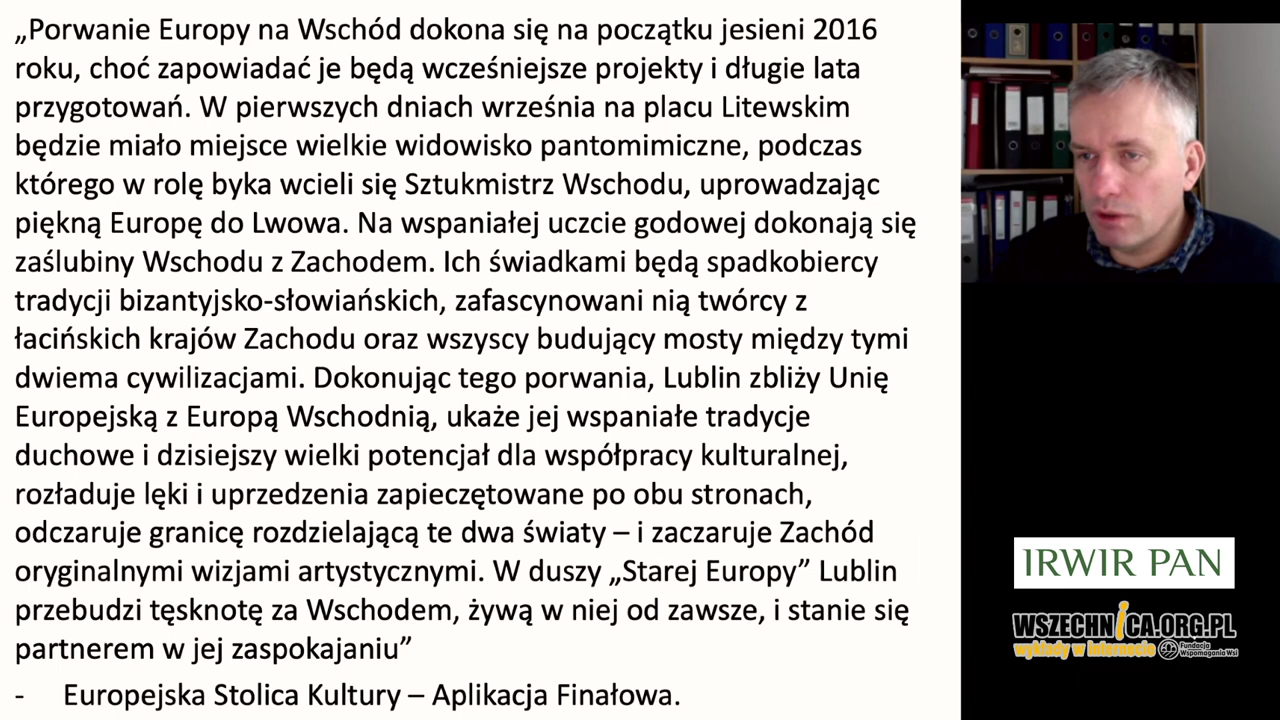 „Porwanie Europy na Wschód dokona się na początku jesieni 2016
roku, choć zapowiadać je będą wcześniejsze projekty i długie lata
przygotowań. W pierwszych dniach września na placu Litewskim
będzie miało miejsce wielkie widowisko pantomimiczne, podczas
którego w rolę byka wcieli się Sztukmistrz Wschodu, uprowadzając
piękną Europę do Lwowa. Na wspaniałej uczcie godowej dokonają się
zaślubiny Wschodu z Zachodem. Ich świadkami będą spadkobiercy
tradycji bizantyjsko-słowiańskich, zafascynowani nią twórcy z
łacińskich krajów Zachodu oraz wszyscy budujący mosty między tymi
dwiema cywilizacjami. Dokonując tego porwania, Lublin zbliży Unię
Europejską z Europą Wschodnią, ukaże jej wspaniałe tradycje
duchowe i dzisiejszy wielki potencjał dla współpracy kulturalnej,
rozładuje lęki i uprzedzenia zapieczętowane po obu stronach,
odczaruje granicę rozdzielającą te dwa światy – i zaczaruje Zachód
oryginalnymi wizjami artystycznymi. W duszy „Starej Europy” Lublin
przebudzi tęsknotę za Wschodem, żywą w niej od zawsze, i stanie się
partnerem w jej zaspokajaniu”
- Europejska Stolica Kultury – Aplikacja Finałowa.
IRWIR PAN
WSZECHNICA.ORG.PL
wykłady w internecie
Fundacja
Wspomagania Wsi